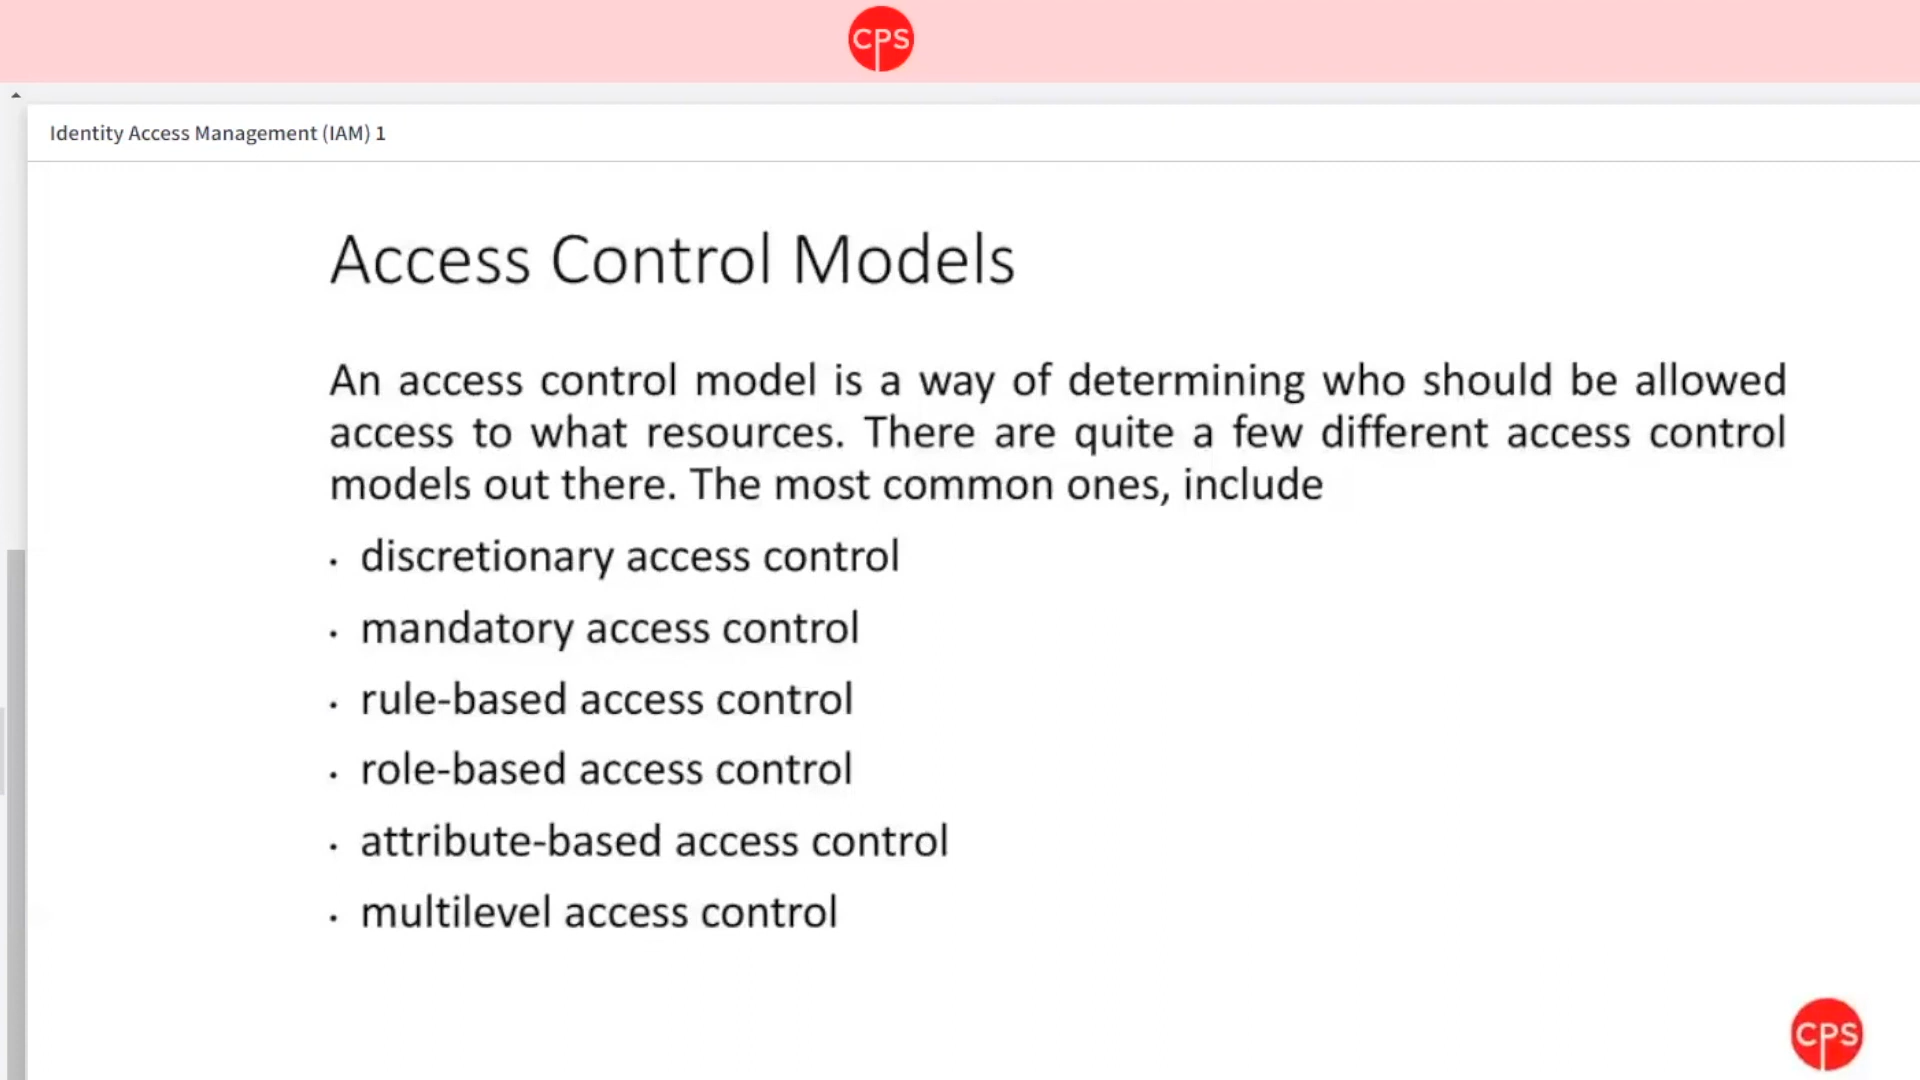 CPS
Identity Access Management (IAM) 1
Access Control Models
An access control model is a way of determining who should be allowed
access to what resources. There are quite a few different access control
models out there. The most common ones, include
• discretionary access control
• mandatory access control
• rule-based access control
• role-based access control
• attribute-based access control
• multilevel access control
CPS